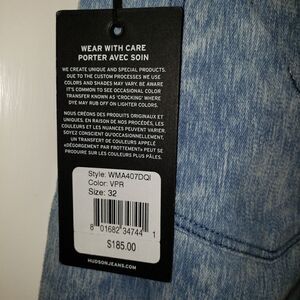 WEAR WITH CARE
PORTER AVEC SOIN
WE CREATE UNIQUE AND SPECIAL PRODUCTS.
DUE TO THE CUSTOM PROCESSES WE USE
COLORS AND SHADES MAY VARY. BE AWARE
IT'S COMMON TO SEE OCCASIONAL COLOR
TRANSFER KNOWN AS 'CROCKING' WHERE
DYE MAY RUB OFF ON LIGHTER COLORS.
NOUS CRÉONS DES PRODUITS ORIGINAUX ET
UNIQUES, EN RAISON DE NOS PROCÉDÉS, LES
COULEURS ET LES NUANCES PEUVENT VARIER.
SOYEZ CONSCIENT QU'OCCASIONNELLEMENT,
UN TRANSFERT DE COULEURS APPELÉ
«DÉGORGEMENT PAR FROTTEMENT» PEUT SE
PRODUIRE SUR LES COULEURS PLUS PÂLES.
Style: WMA407DQI
Color: VPR
Size: 32
8 01682 34744 1
$185.00
HUDSONJEANS.COM